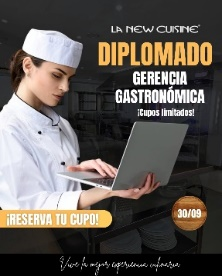 LA NEW CUISINE
DIPLOMADO
GERENCIA
GASTRONÓMICA
¡Cupos limitados!
¡RESERVA TU CUPO!
30/09
Vive la mejor experiencia culinaria